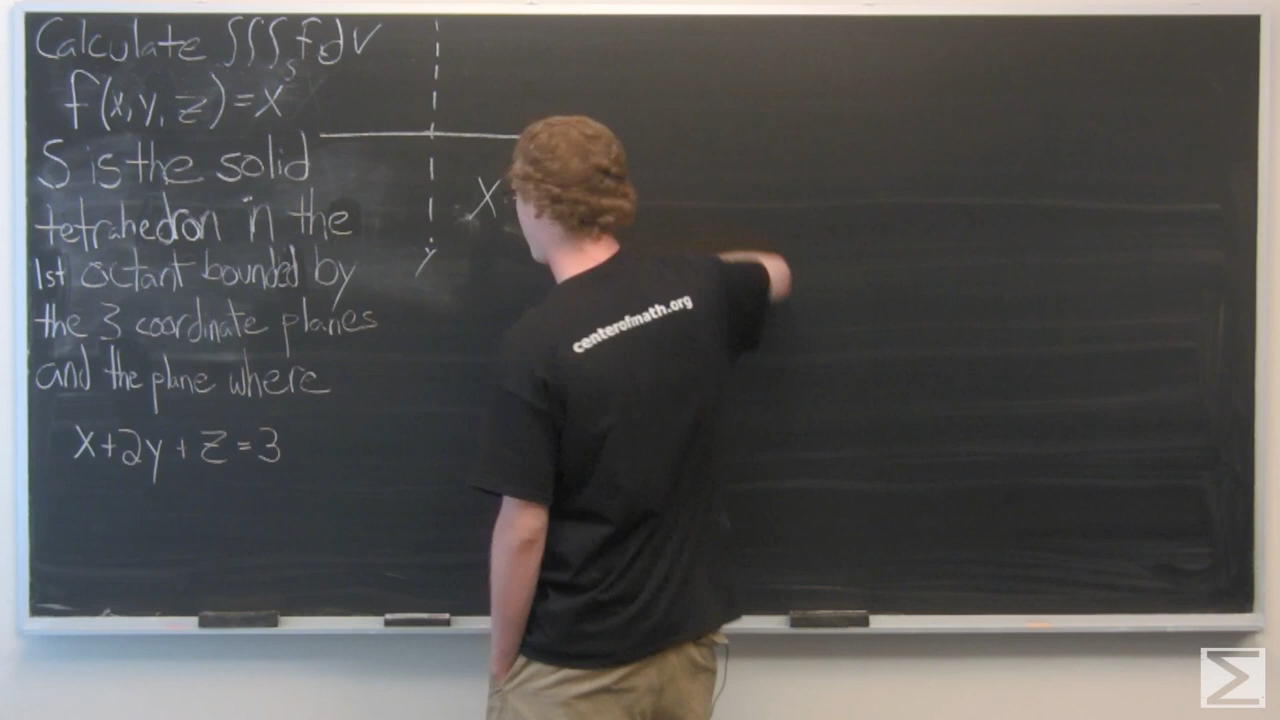 Calculate ∫∫∫_S f dV
f(x, y, z) = x
S is the solid
tetrahedron in the
1st octant bounded by
the 3 coordinate planes
and the plane where
x+2y+z=3
y
x
centerofmath.org
Σ